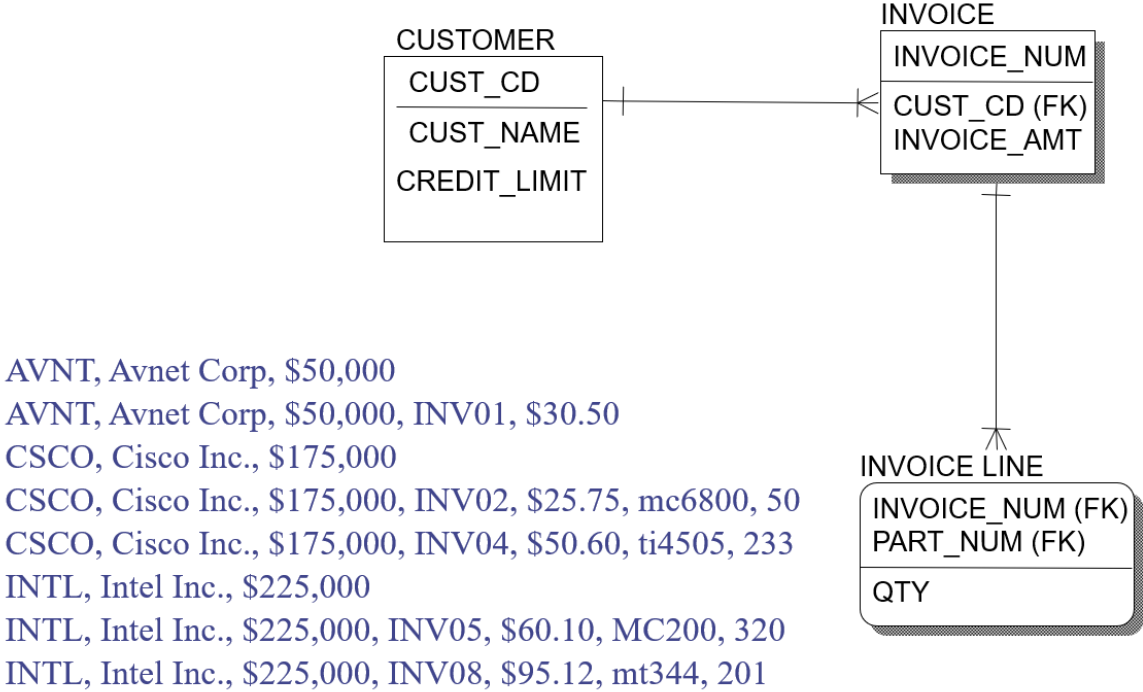 CUSTOMER
CUST_CD
CUST_NAME
CREDIT_LIMIT
INVOICE
INVOICE_NUM
CUST_CD (FK)
INVOICE_AMT
INVOICE LINE
INVOICE_NUM (FK)
PART_NUM (FK)
QTY
AVNT, Avnet Corp, $50,000
AVNT, Avnet Corp, $50,000, INV01, $30.50
CSCO, Cisco Inc., $175,000
CSCO, Cisco Inc., $175,000, INV02, $25.75, mc6800, 50
CSCO, Cisco Inc., $175,000, INV04, $50.60, ti4505, 233
INTL, Intel Inc., $225,000
INTL, Intel Inc., $225,000, INV05, $60.10, MC200, 320
INTL, Intel Inc., $225,000, INV08, $95.12, mt344, 201